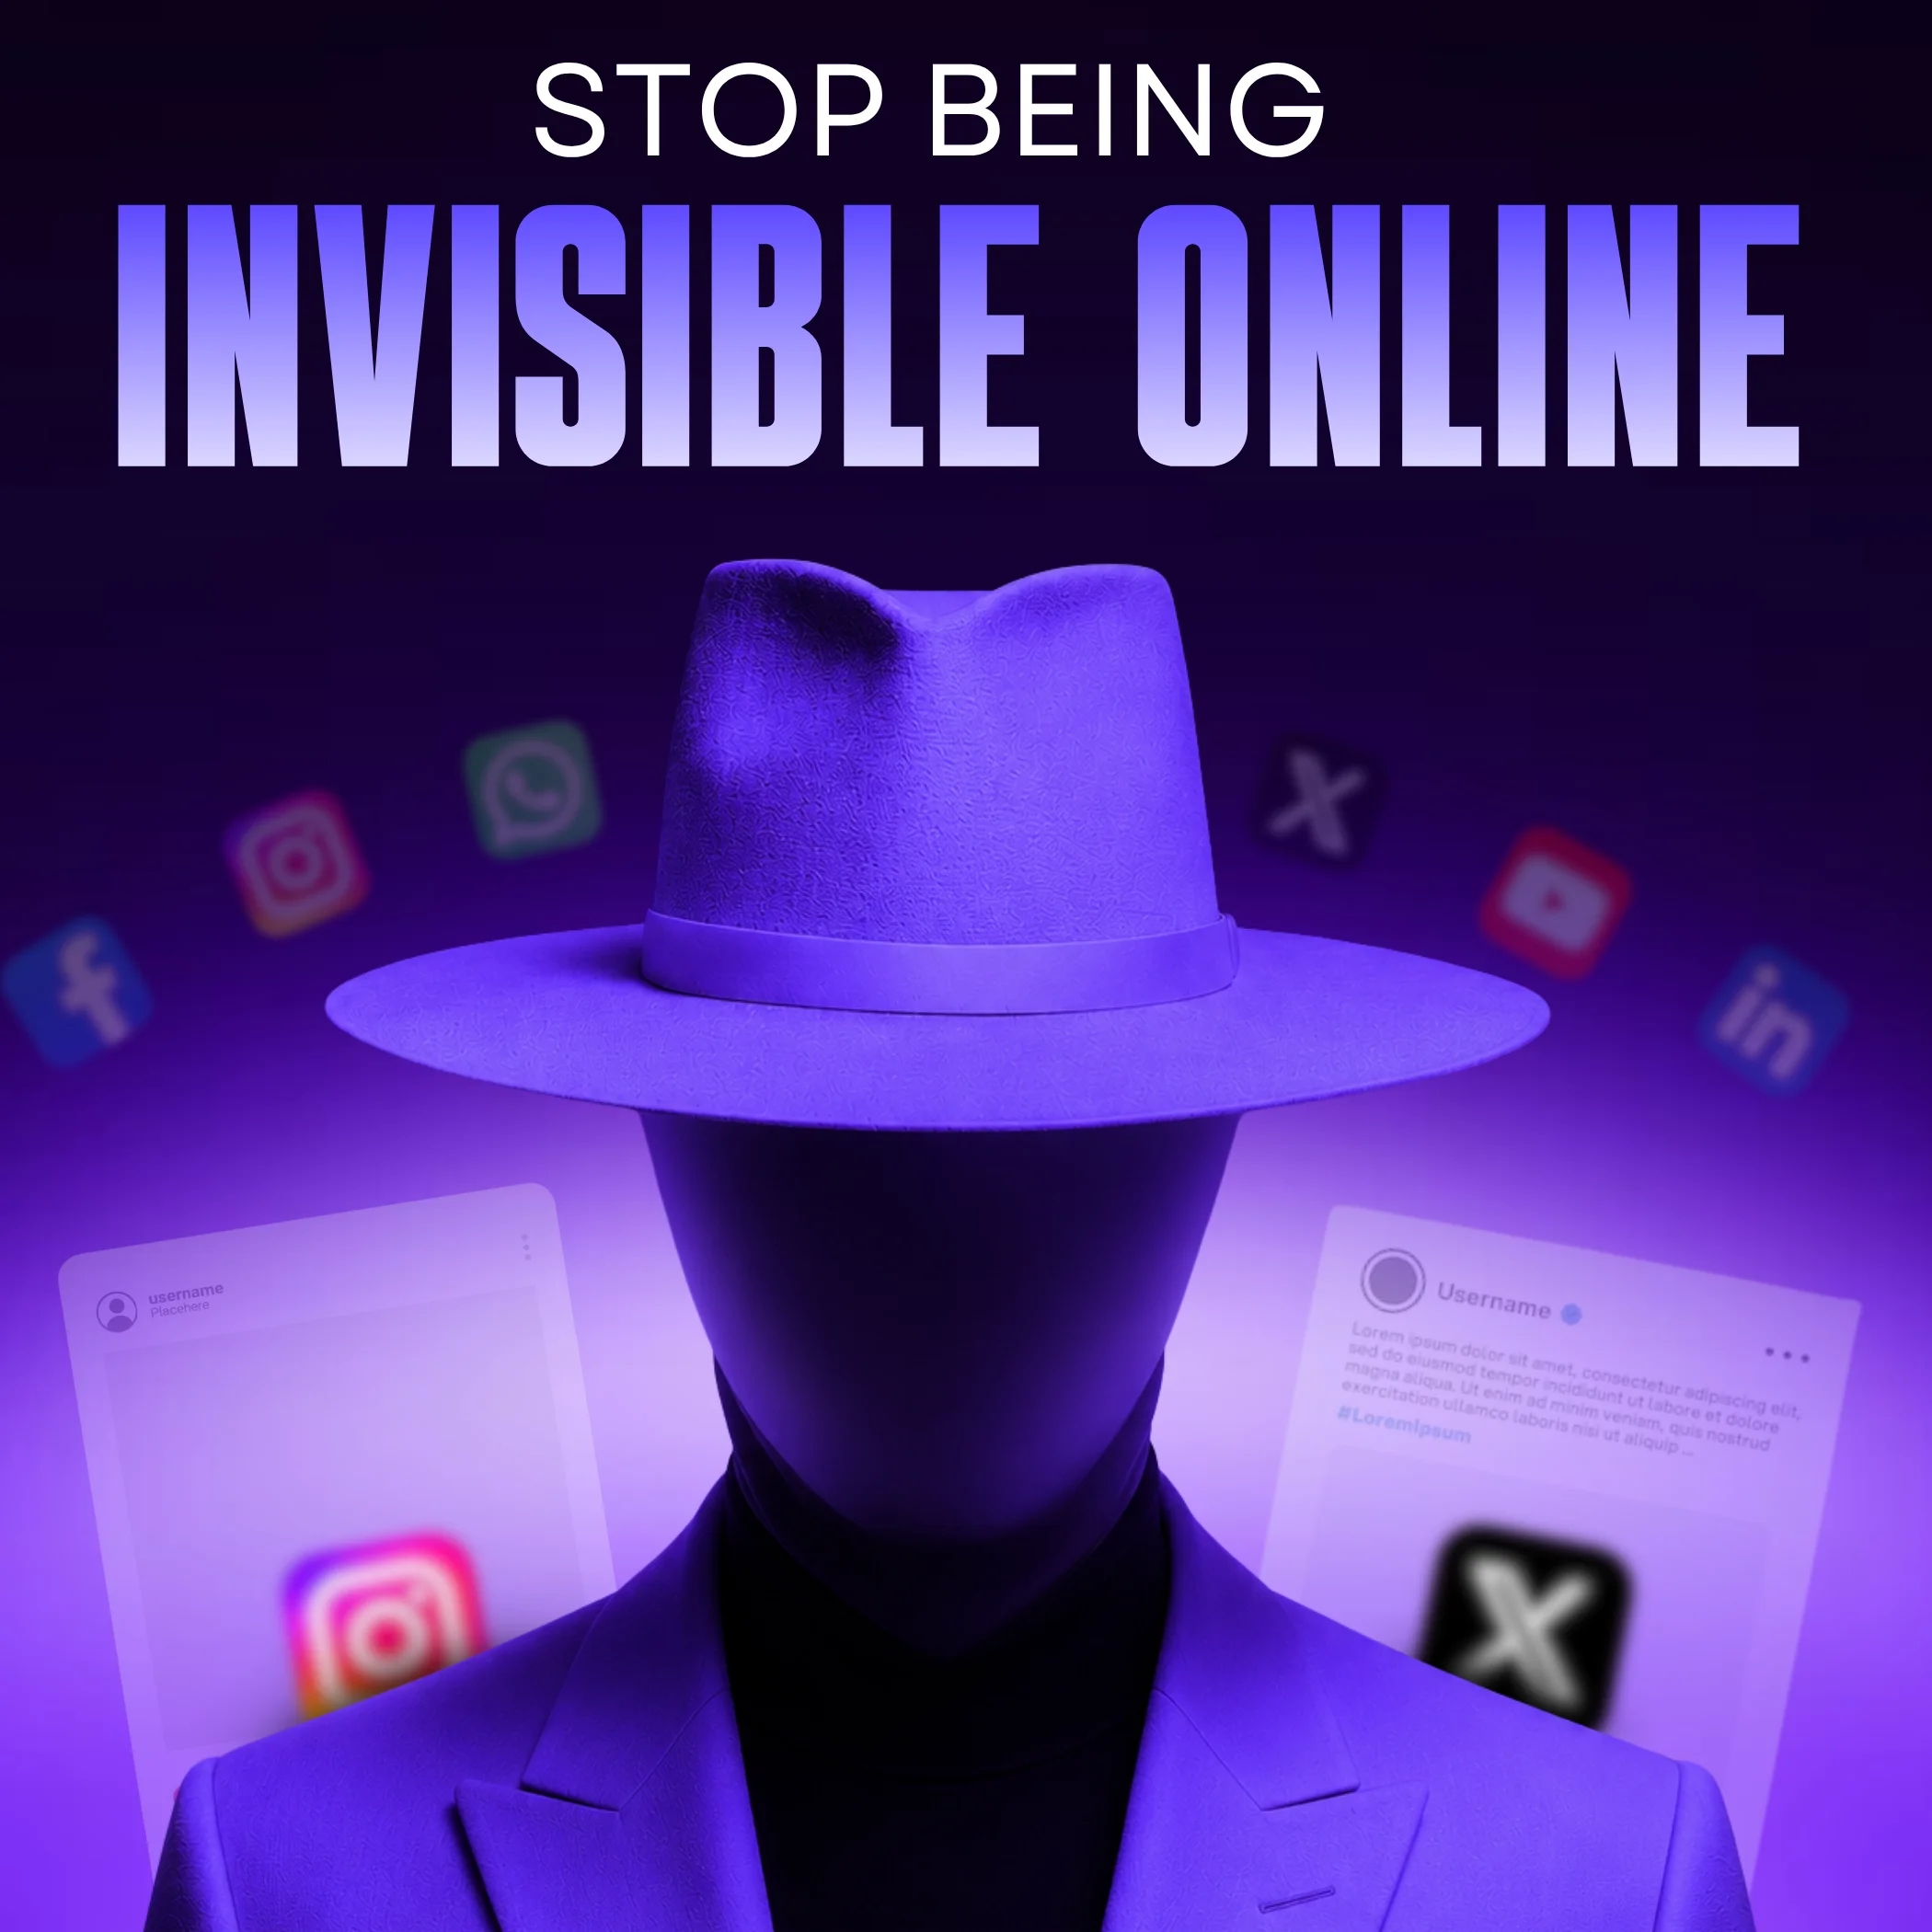 STOP BEING
INVISIBLE ONLINE
username
Placehere
Username
Lorem ipsum dolor sit amet, consectetur adipiscing elit,
sed do eiusmod tempor incididunt ut labore et dolore
magna aliqua. Ut enim ad minim veniam, quis nostrud
exercitation ullamco laboris nisi ut aliquip ...
#LoremIpsum